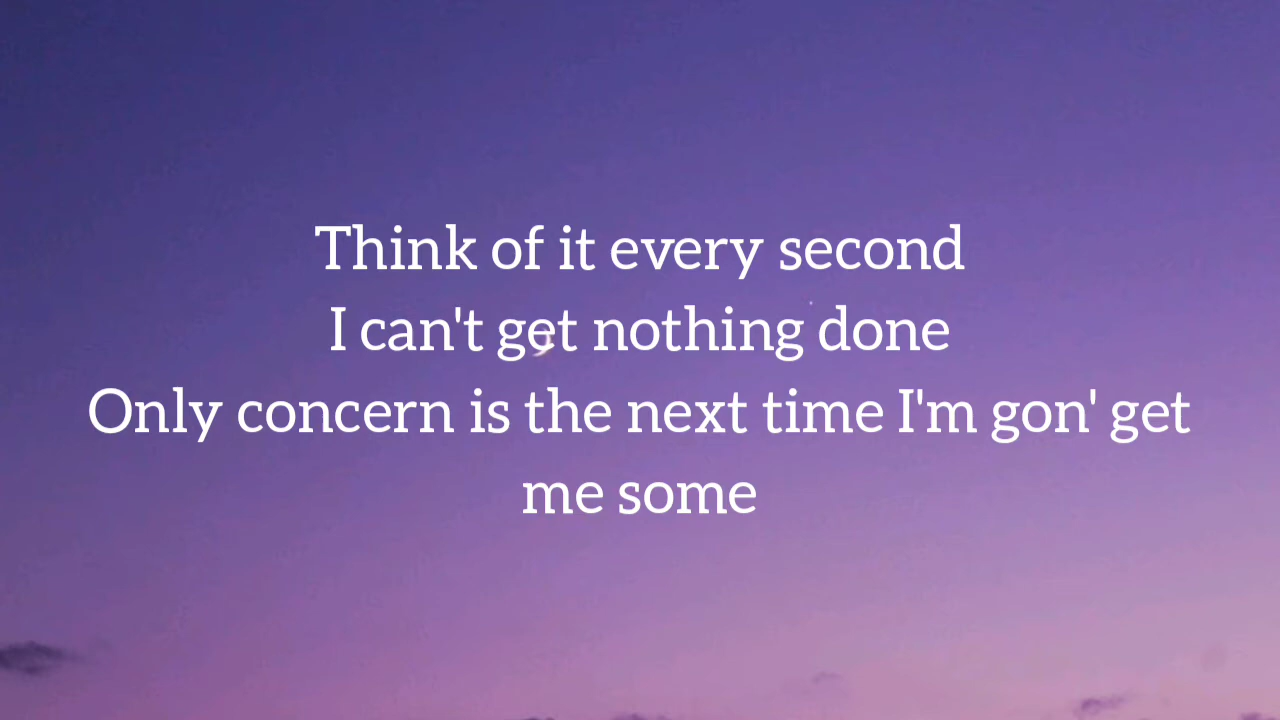 Think of it every second
I can't get nothing done
Only concern is the next time I'm gon' get
me some